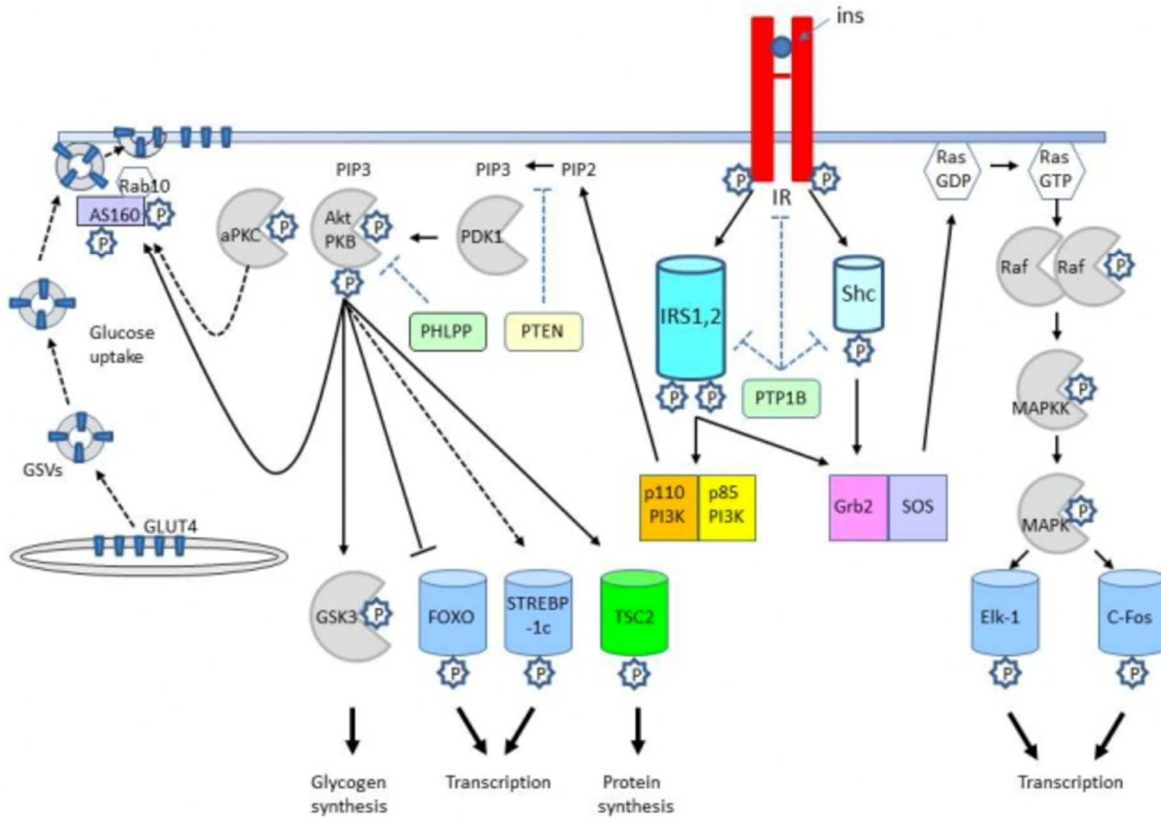 ins
Ras
GDP
Ras
GTP
PIP3
PIP3
PIP2
P
P
IR
Rab10
AS160
P
P
aPKC
P
Akt
PKB
P
P
PDK1
Raf
Raf
P
Shc
P
IRS1,2
P
P
PHLPP
PTEN
PTP1B
Glucose
uptake
MAPKK
P
GSVs
GLUT4
p110
PI3K
p85
PI3K
Grb2
SOS
MAPK
P
GSK3
P
FOXO
P
STREBP
-1c
P
TSC2
P
Elk-1
P
C-Fos
P
Glycogen
synthesis
Transcription
Protein
synthesis
Transcription